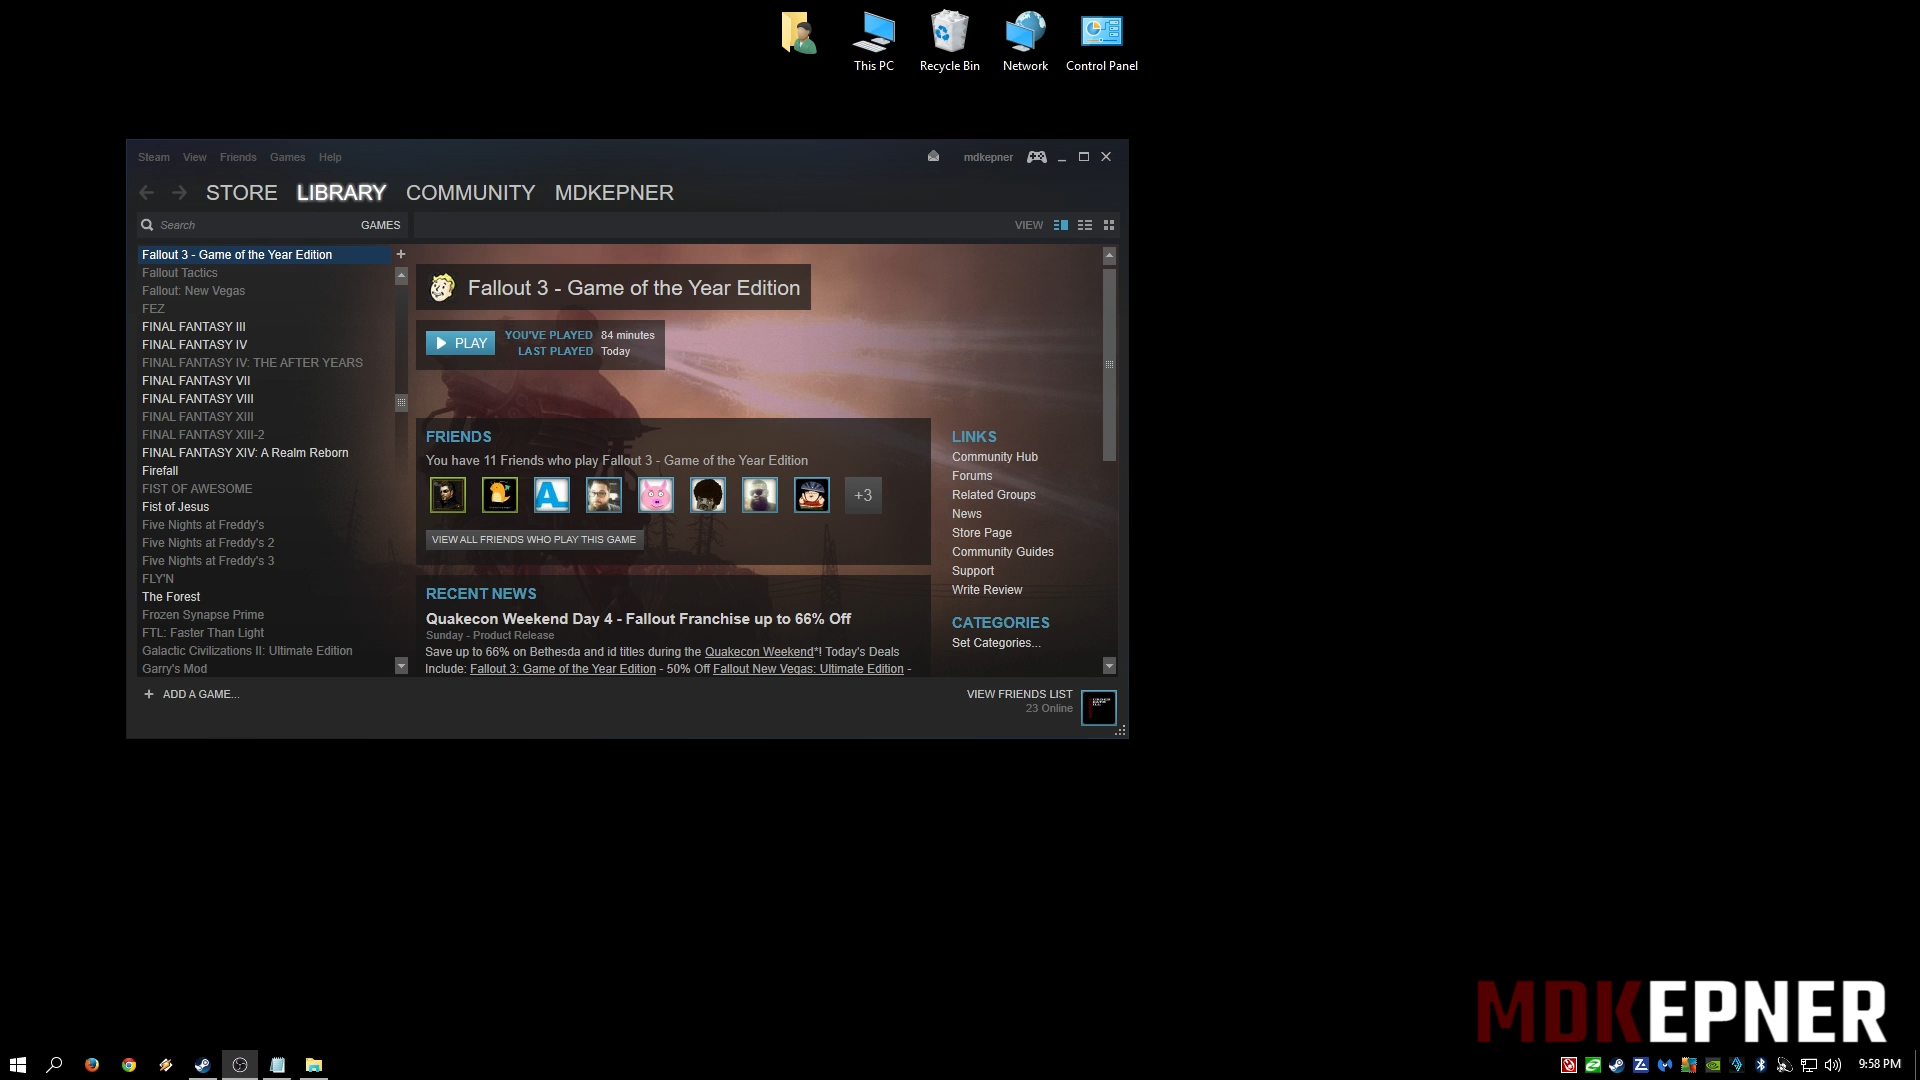 This PC
Recycle Bin
Network
Control Panel
Steam View Friends Games Help
mdkepner
STORE LIBRARY COMMUNITY MDKEPNER
Search GAMES
VIEW
Fallout 3 - Game of the Year Edition
Fallout Tactics
Fallout: New Vegas
FEZ
FINAL FANTASY III
FINAL FANTASY IV
FINAL FANTASY IV: THE AFTER YEARS
FINAL FANTASY VII
FINAL FANTASY VIII
FINAL FANTASY XIII
FINAL FANTASY XIII-2
FINAL FANTASY XIV: A Realm Reborn
Firefall
FIST OF AWESOME
Fist of Jesus
Five Nights at Freddy's
Five Nights at Freddy's 2
Five Nights at Freddy's 3
FLY'N
The Forest
Frozen Synapse Prime
FTL: Faster Than Light
Galactic Civilizations II: Ultimate Edition
Garry's Mod
+ ADD A GAME...
Fallout 3 - Game of the Year Edition
PLAY
YOU'VE PLAYED 84 minutes
LAST PLAYED Today
FRIENDS
You have 11 Friends who play Fallout 3 - Game of the Year Edition
+3
VIEW ALL FRIENDS WHO PLAY THIS GAME
RECENT NEWS
Quakecon Weekend Day 4 - Fallout Franchise up to 66% Off
Sunday - Product Release
Save up to 66% on Bethesda and id titles during the Quakecon Weekend*! Today's Deals
Include: Fallout 3: Game of the Year Edition - 50% Off Fallout New Vegas: Ultimate Edition -
LINKS
Community Hub
Forums
Related Groups
News
Store Page
Community Guides
Support
Write Review
CATEGORIES
Set Categories...
VIEW FRIENDS LIST
23 Online
MDKEPNER
9:58 PM